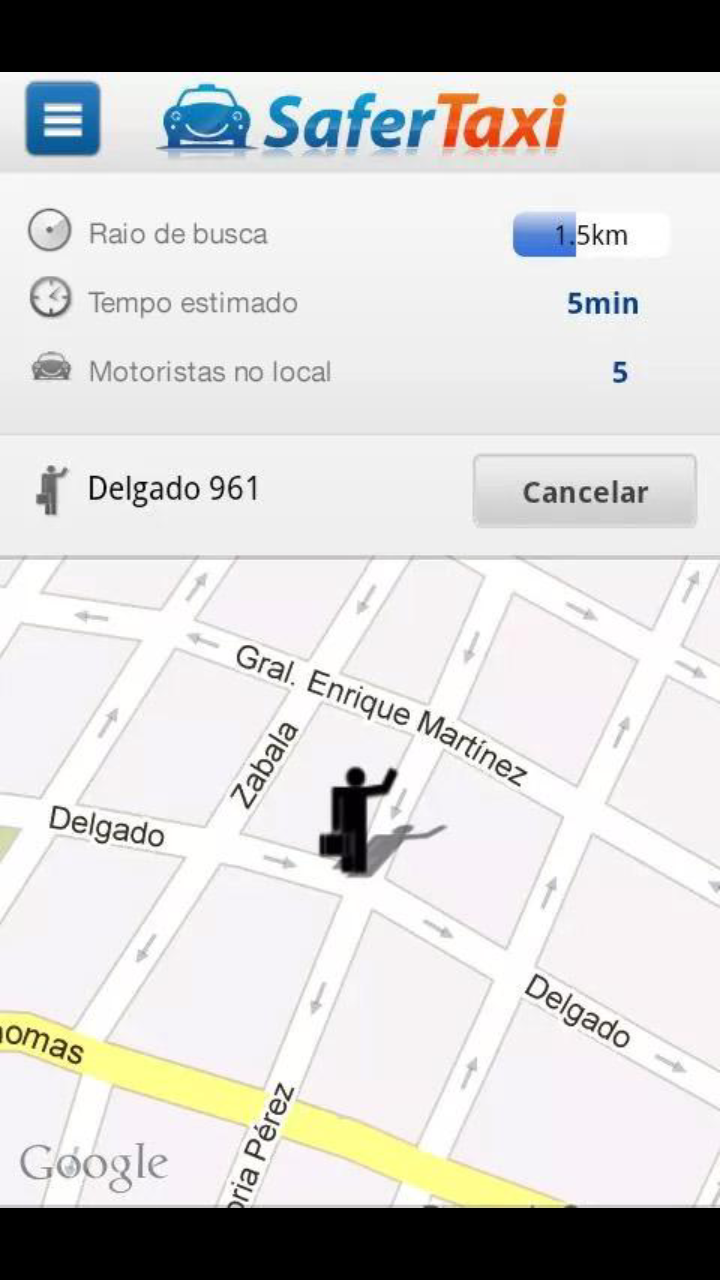 SaferTaxi
Raio de busca 1.5km
Tempo estimado 5min
Motoristas no local 5
Delgado 961 Cancelar
Gral. Enrique Martínez
Zabala
Delgado
Delgado
omas
oria Pérez
Google